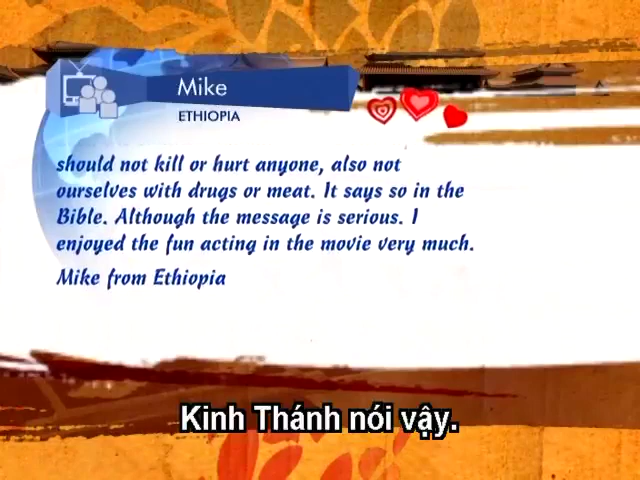 Mike
ETHIOPIA
should not kill or hurt anyone, also not
ourselves with drugs or meat. It says so in the
Bible. Although the message is serious. I
enjoyed the fun acting in the movie very much.
Mike from Ethiopia
Kinh Thánh nói vậy.